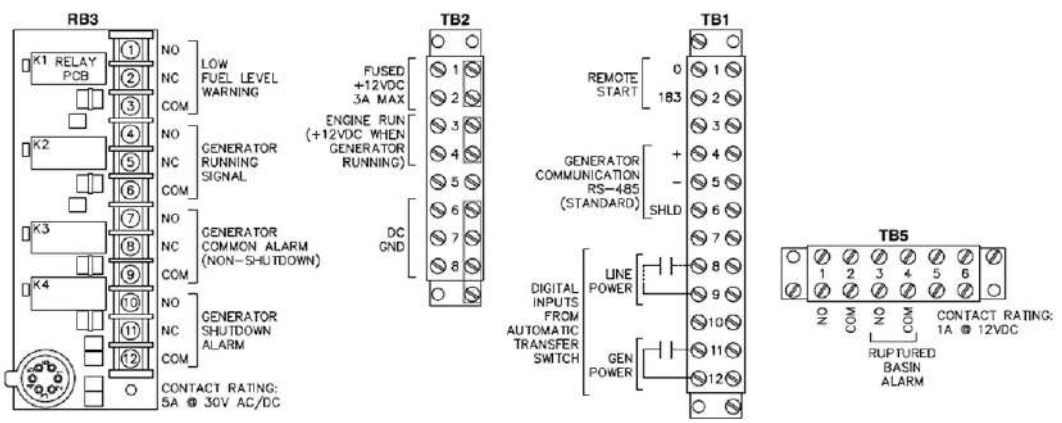 RB3
K1 RELAY
PCB
K2
K3
K4
1
2
3
4
5
6
7
8
9
10
11
12
NO
NC
COM
LOW
FUEL LEVEL
WARNING
NO
NC
COM
GENERATOR
RUNNING
SIGNAL
NO
NC
COM
GENERATOR
COMMON ALARM
(NON-SHUTDOWN)
NO
NC
COM
GENERATOR
SHUTDOWN
ALARM
CONTACT RATING:
5A @ 30V AC/DC
TB2
FUSED
+12VDC
3A MAX
ENGINE RUN
(+12VDC WHEN
GENERATOR
RUNNING)
DC
GND
1
2
3
4
5
6
7
8
TB1
REMOTE
START
0
183
GENERATOR
COMMUNICATION
RS-485
(STANDARD)
+
-
SHLD
DIGITAL
INPUTS
FROM
AUTOMATIC
TRANSFER
SWITCH
LINE
POWER
GEN
POWER
1
2
3
4
5
6
7
8
9
10
11
12
TB5
1 2 3 4 5 6
NO
COM
NO
COM
RUPTURED
BASIN
ALARM
CONTACT RATING:
1A @ 12VDC